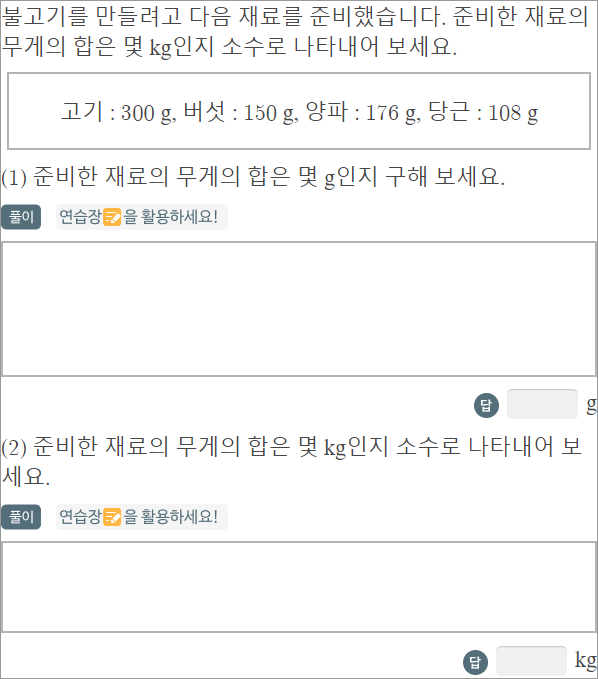 불고기를 만들려고 다음 재료를 준비했습니다. 준비한 재료의
무게의 합은 몇 kg인지 소수로 나타내어 보세요.
고기 : 300 g, 버섯 : 150 g, 양파 : 176 g, 당근 : 108 g
(1) 준비한 재료의 무게의 합은 몇 g인지 구해 보세요.
풀이 연습장을 활용하세요!
답 g
(2) 준비한 재료의 무게의 합은 몇 kg인지 소수로 나타내어 보
세요.
풀이 연습장을 활용하세요!
답 kg